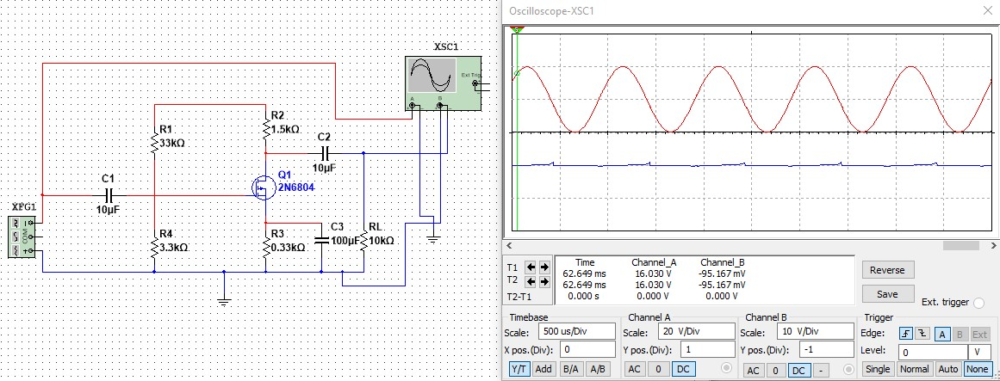 XSC1
Ext Trig
A B
R1
33kΩ
R2
1.5kΩ
C2
10µF
Q1
2N6804
C1
10µF
XFG1
COM
R4
3.3kΩ
R3
0.33kΩ
C3
100µF
RL
10kΩ
Oscilloscope-XSC1
Time Channel_A Channel_B
T1 62.649 ms 16.030 V -95.167 mV
T2 62.649 ms 16.030 V -95.167 mV
T2-T1 0.000 s 0.000 V 0.000 V
Reverse
Save
Ext. trigger
Timebase
Scale: 500 us/Div
X pos.(Div): 0
Y/T Add B/A A/B
Channel A
Scale: 20 V/Div
Y pos.(Div): 1
AC 0 DC
Channel B
Scale: 10 V/Div
Y pos.(Div): -1
AC 0 DC -
Trigger
Edge: A B Ext
Level: 0 V
Single Normal Auto None